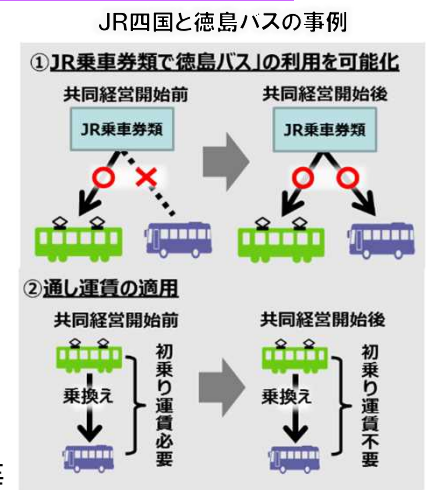 JR四国と徳島バスの事例
①JR乗車券類で徳島バス」の利用を可能化
共同経営開始前
共同経営開始後
JR乗車券類
JR乗車券類
②通し運賃の適用
共同経営開始前
共同経営開始後
乗換え
初乗り運賃必要
乗換え
初乗り運賃不要